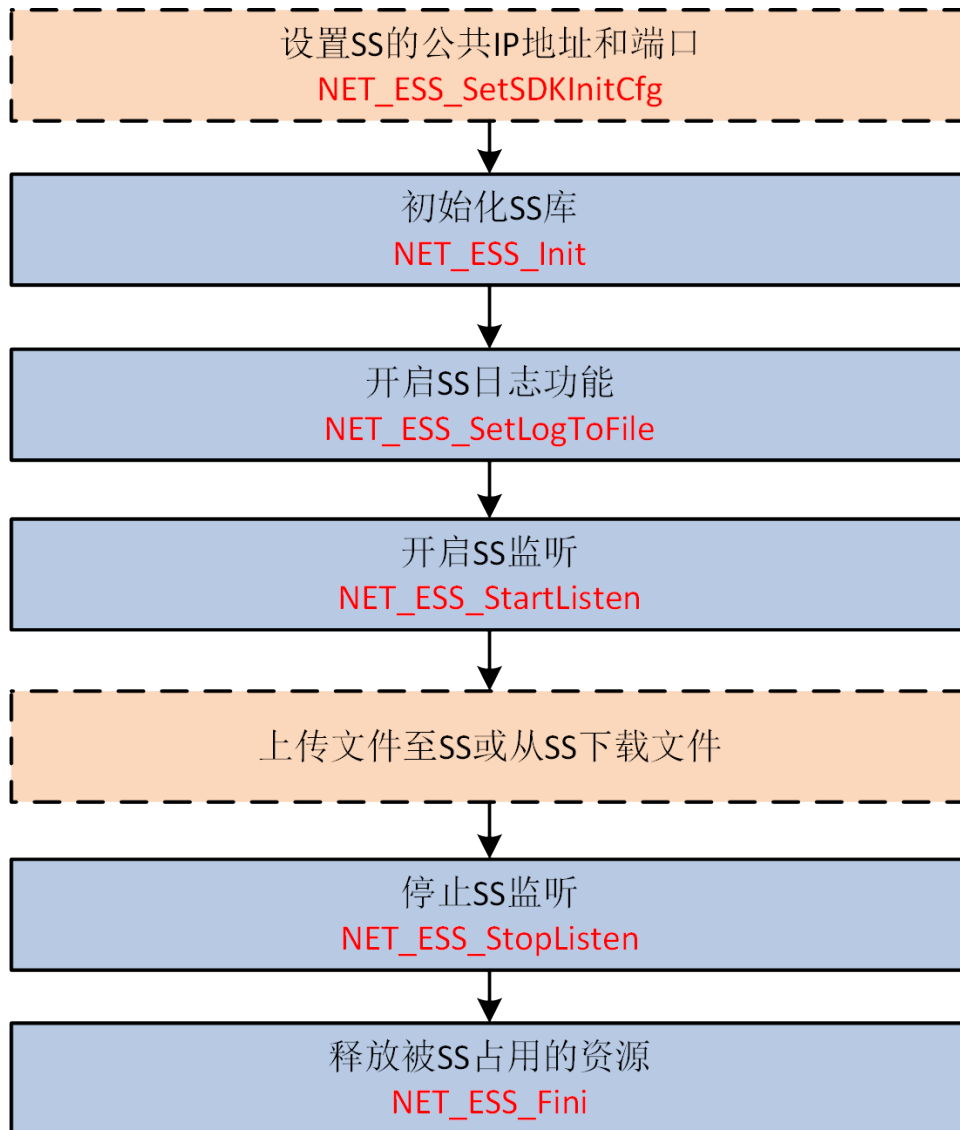 设置SS的公共IP地址和端口
NET_ESS_SetSDKInitCfg
初始化SS库
NET_ESS_Init
开启SS日志功能
NET_ESS_SetLogToFile
开启SS监听
NET_ESS_StartListen
上传文件至SS或从SS下载文件
停止SS监听
NET_ESS_StopListen
释放被SS占用的资源
NET_ESS_Fini